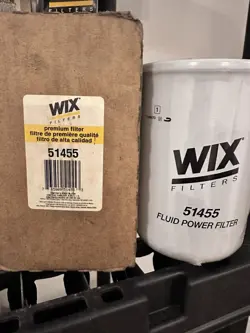 FILTERS
WIX
FILTERS
premium filter
filtre de première qualité
filtro de alta calidad
51455
WIX
FILTERS
51455
FLUID POWER FILTER